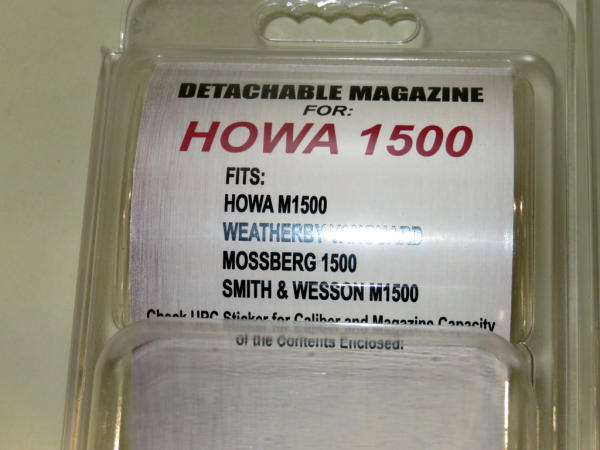 DETACHABLE MAGAZINE
FOR:
HOWA 1500
FITS:
HOWA M1500
WEATHERBY VANGUARD
MOSSBERG 1500
SMITH & WESSON M1500
Check UPC Sticker for Caliber and Magazine Capacity
of the Contents Enclosed: